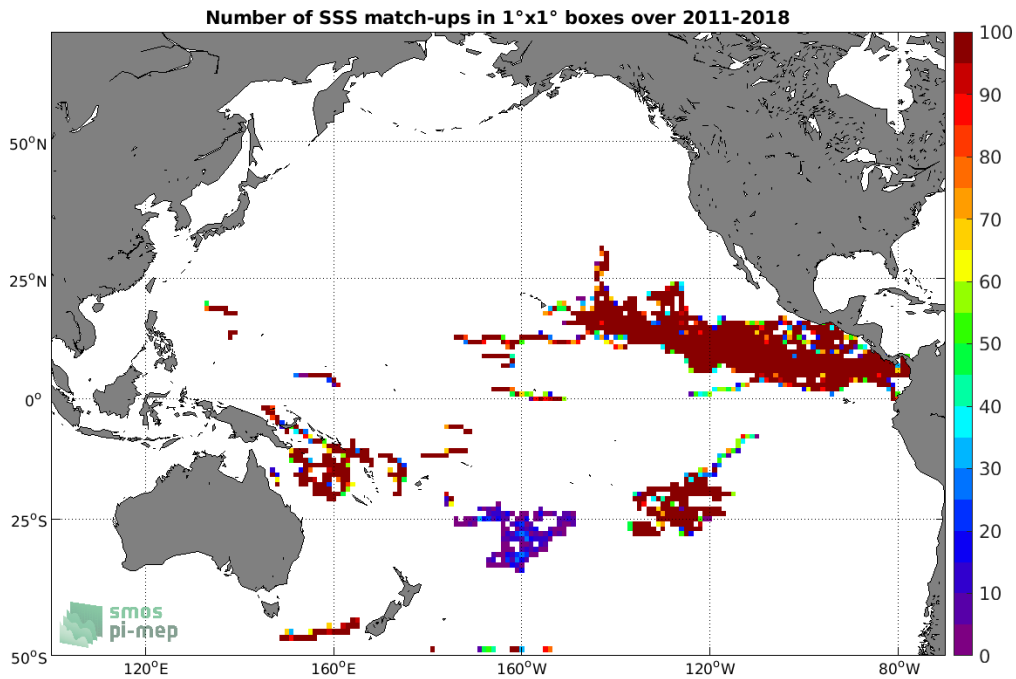 Number of SSS match-ups in 1°x1° boxes over 2011-2018
100
90
80
70
60
50
40
30
20
10
0
50°N
25°N
0°
25°S
50°S
120°E
160°E
160°W
120°W
80°W
smos
pi-mep